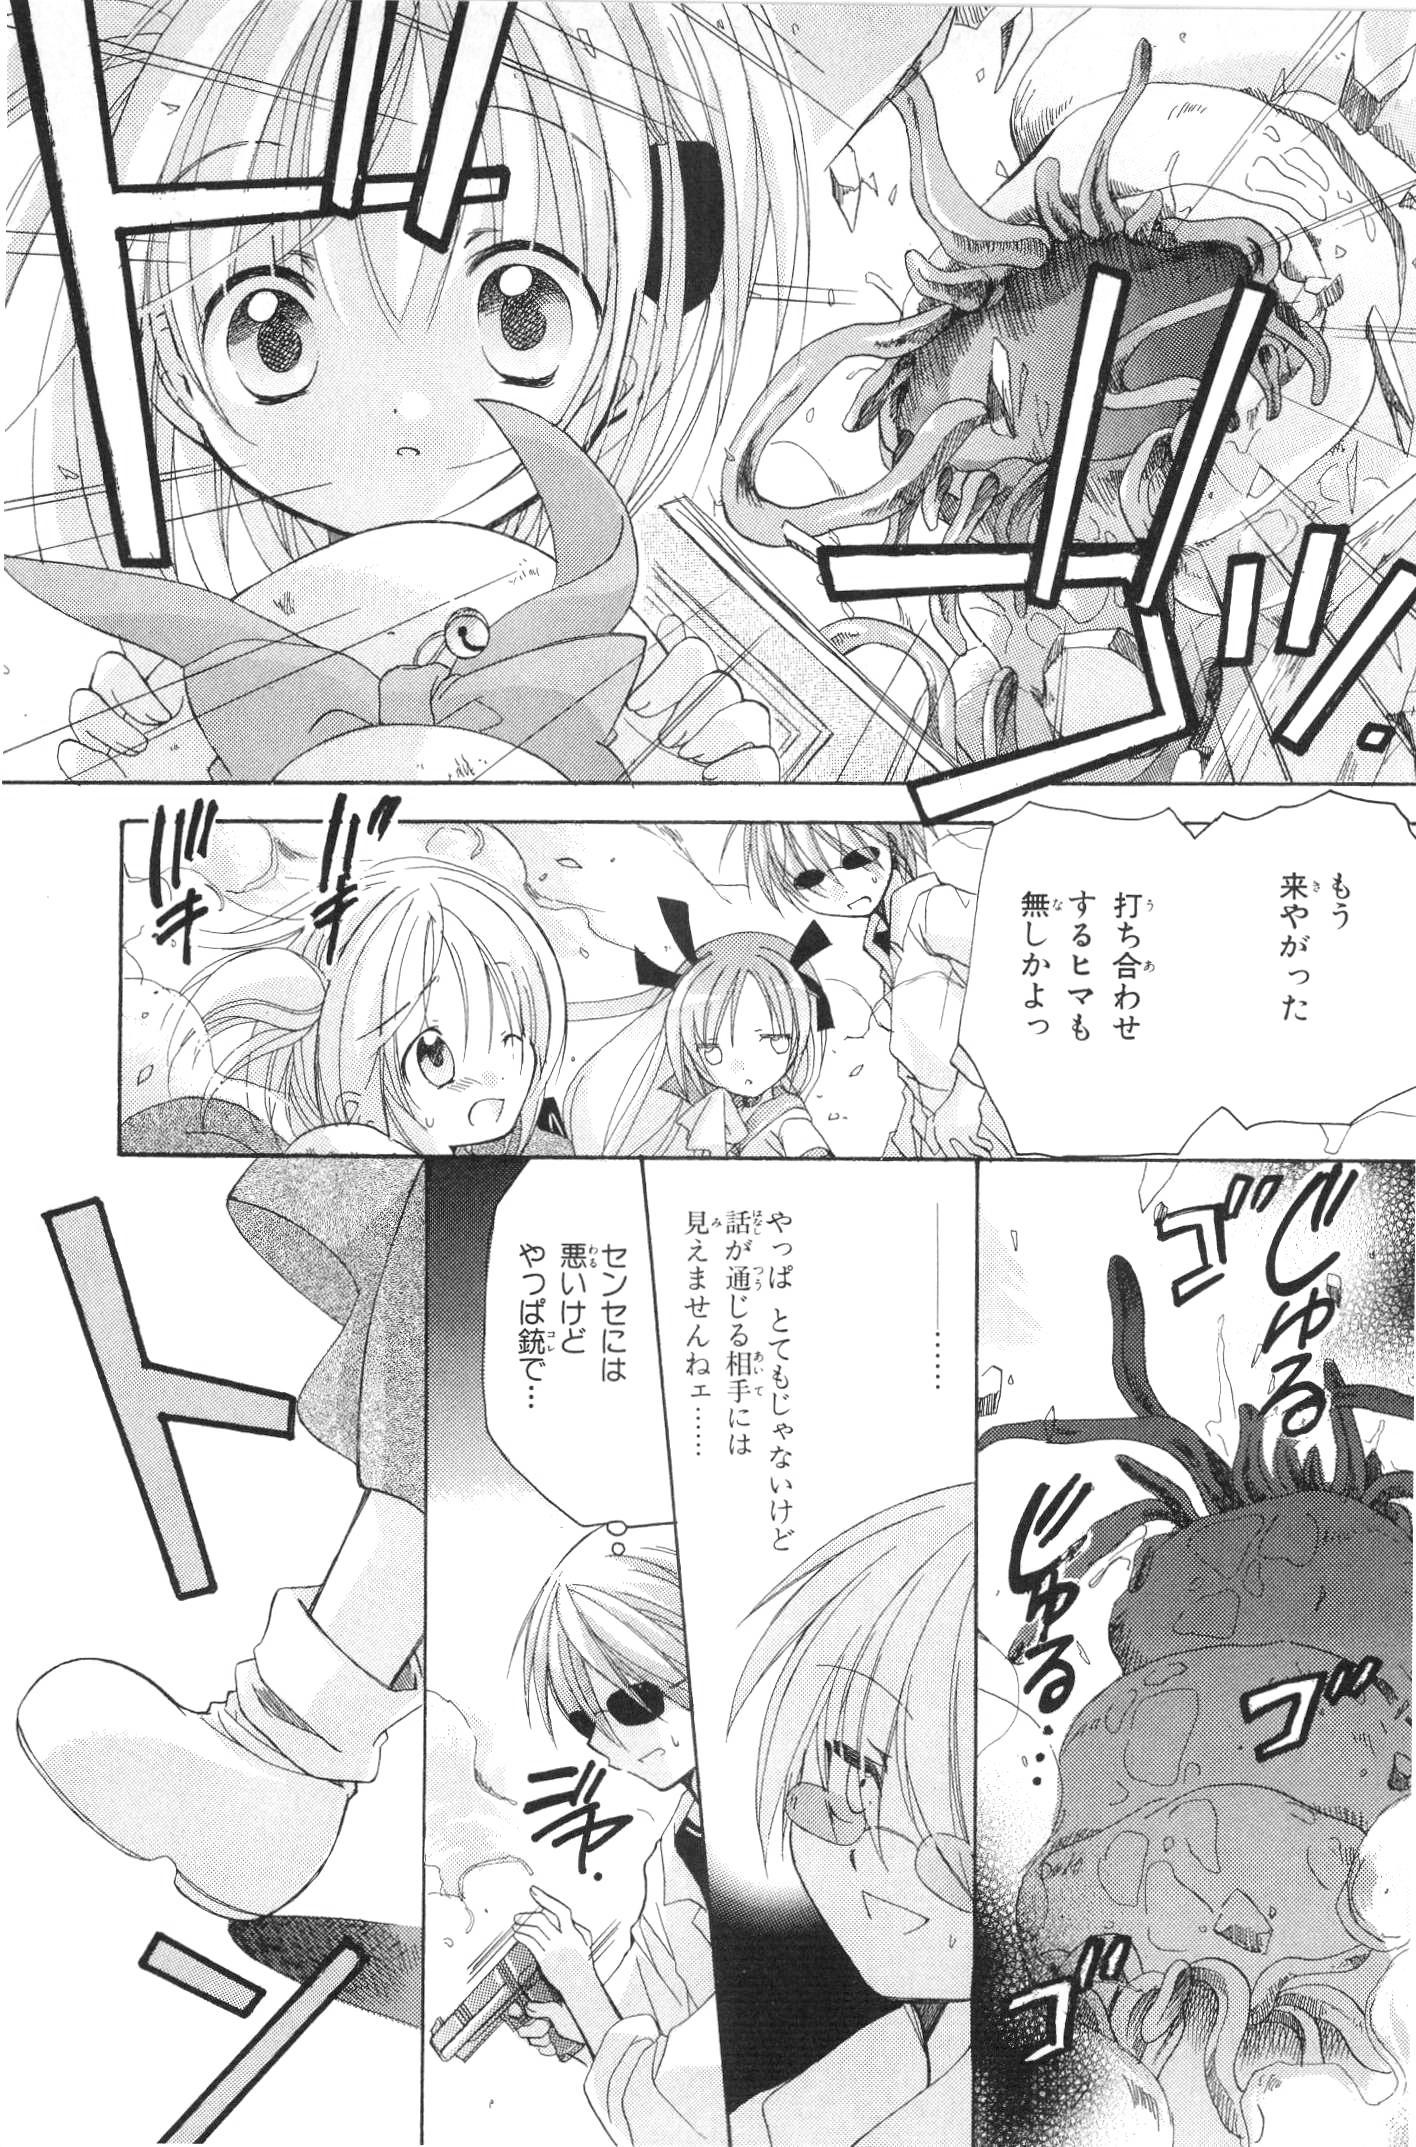 ドドドォン
もう
来やがった
打ち合わせ
するヒマも
無しかよっ
ギギ
じゅる
じゅる…
ゴゴゴ
…………
やっぱ とてもじゃないけど
話が通じる相手には
見えませんねェ……
センセには
悪いけど
やっぱ銃で…
ジャ.
トン